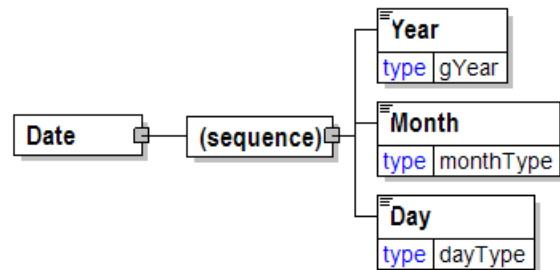 Year
type gYear
Date
(sequence)
Month
type monthType
Day
type dayType